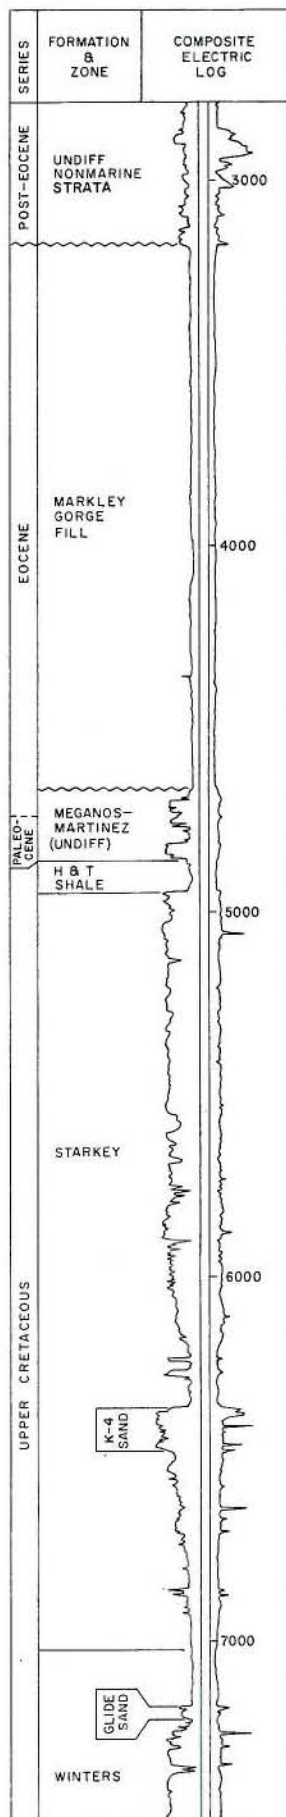 SERIES
FORMATION
&
ZONE
COMPOSITE
ELECTRIC
LOG
POST-EOCENE
UNDIFF
NONMARINE
STRATA
3000
EOCENE
MARKLEY
GORGE
FILL
4000
PALEO-
CENE
MEGANOS-
MARTINEZ
(UNDIFF)
H & T
SHALE
5000
STARKEY
6000
UPPER CRETACEOUS
K-4
SAND
7000
GLIDE
SAND
WINTERS